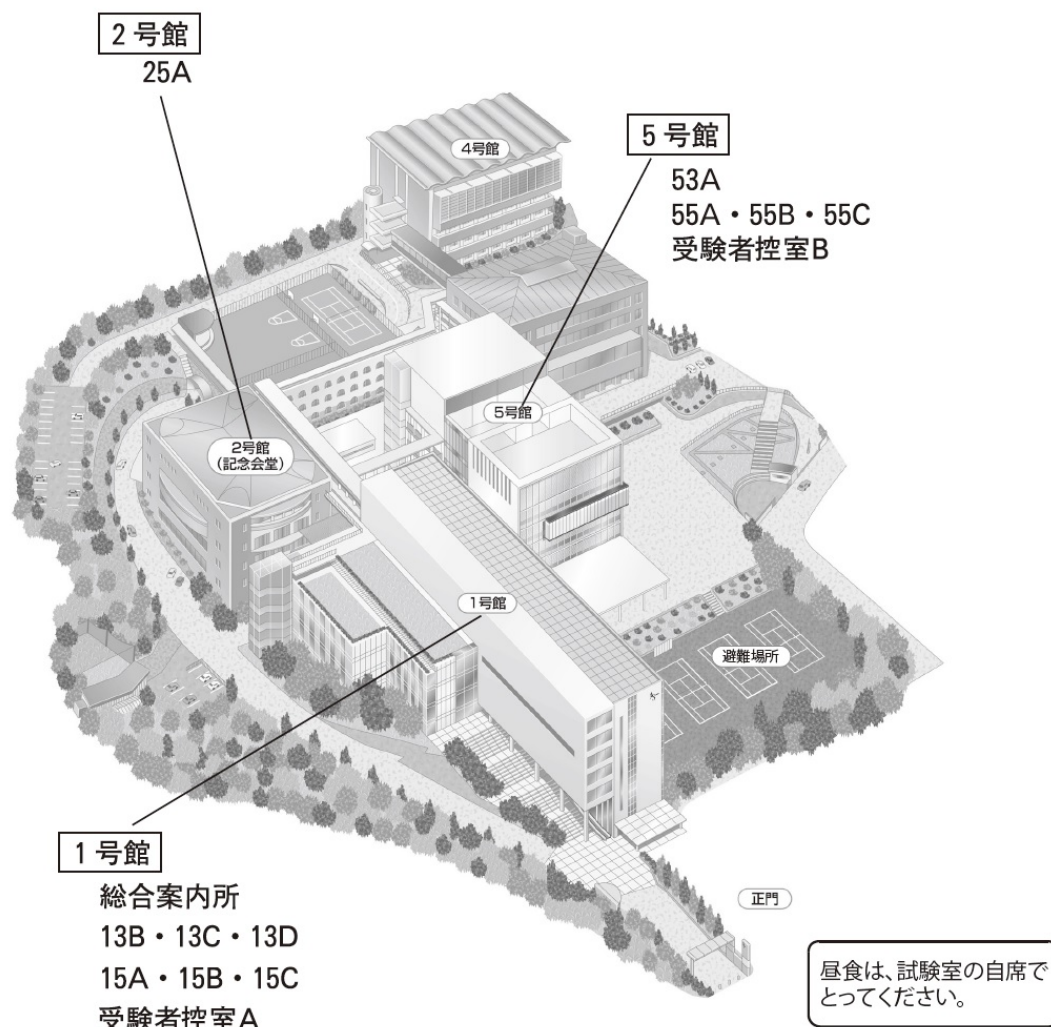 2号館
25A
5号館
53A
55A・55B・55C
受験者控室B
4号館
5号館
2号館
(記念会堂)
1号館
避難場所
1号館
総合案内所
13B・13C・13D
15A・15B・15C
受験者控室A
正門
昼食は、試験室の自席で
とってください。